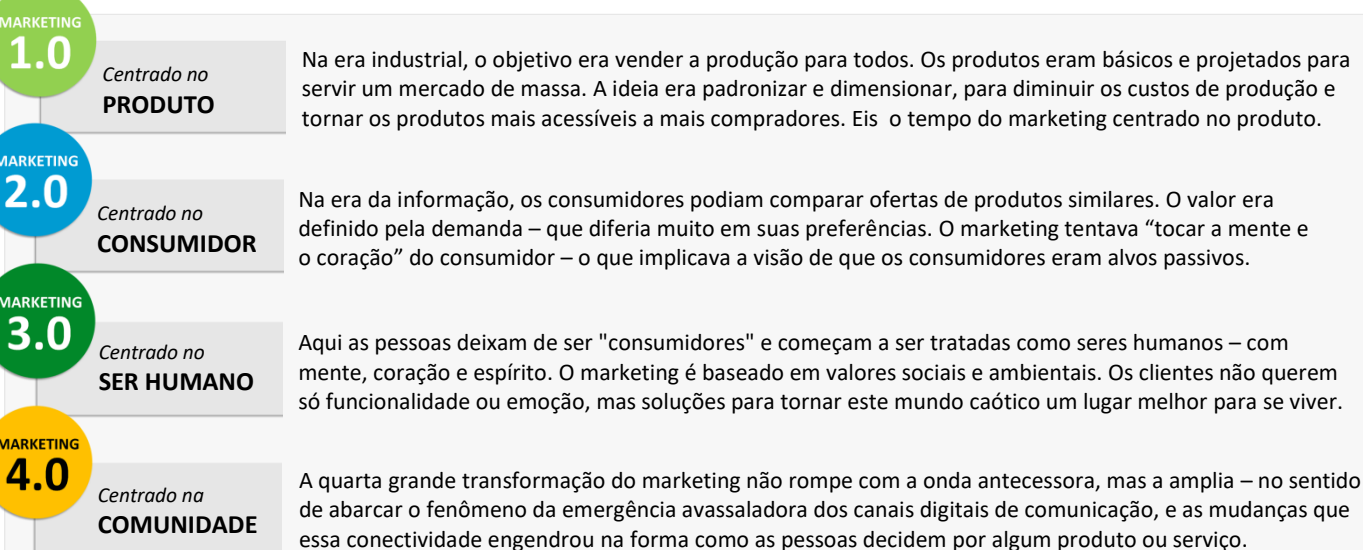 MARKETING
1.0
Centrado no
PRODUTO
Na era industrial, o objetivo era vender a produção para todos. Os produtos eram básicos e projetados para
servir um mercado de massa. A ideia era padronizar e dimensionar, para diminuir os custos de produção e
tornar os produtos mais acessíveis a mais compradores. Eis o tempo do marketing centrado no produto.
MARKETING
2.0
Centrado no
CONSUMIDOR
Na era da informação, os consumidores podiam comparar ofertas de produtos similares. O valor era
definido pela demanda – que diferia muito em suas preferências. O marketing tentava “tocar a mente e
o coração” do consumidor – o que implicava a visão de que os consumidores eram alvos passivos.
MARKETING
3.0
Centrado no
SER HUMANO
Aqui as pessoas deixam de ser "consumidores" e começam a ser tratadas como seres humanos – com
mente, coração e espírito. O marketing é baseado em valores sociais e ambientais. Os clientes não querem
só funcionalidade ou emoção, mas soluções para tornar este mundo caótico um lugar melhor para se viver.
MARKETING
4.0
Centrado na
COMUNIDADE
A quarta grande transformação do marketing não rompe com a onda antecessora, mas a amplia – no sentido
de abarcar o fenômeno da emergência avassaladora dos canais digitais de comunicação, e as mudanças que
essa conectividade engendrou na forma como as pessoas decidem por algum produto ou serviço.